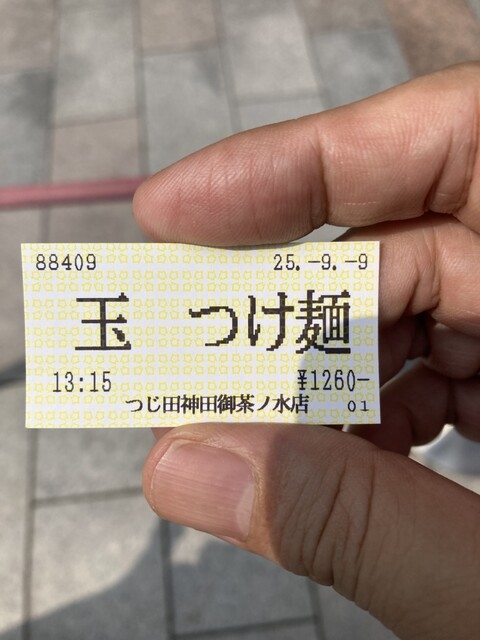 88409 25.-9.-9
玉 つけ麺
13:15 ¥1260-
つじ田神田御茶ノ水店 01